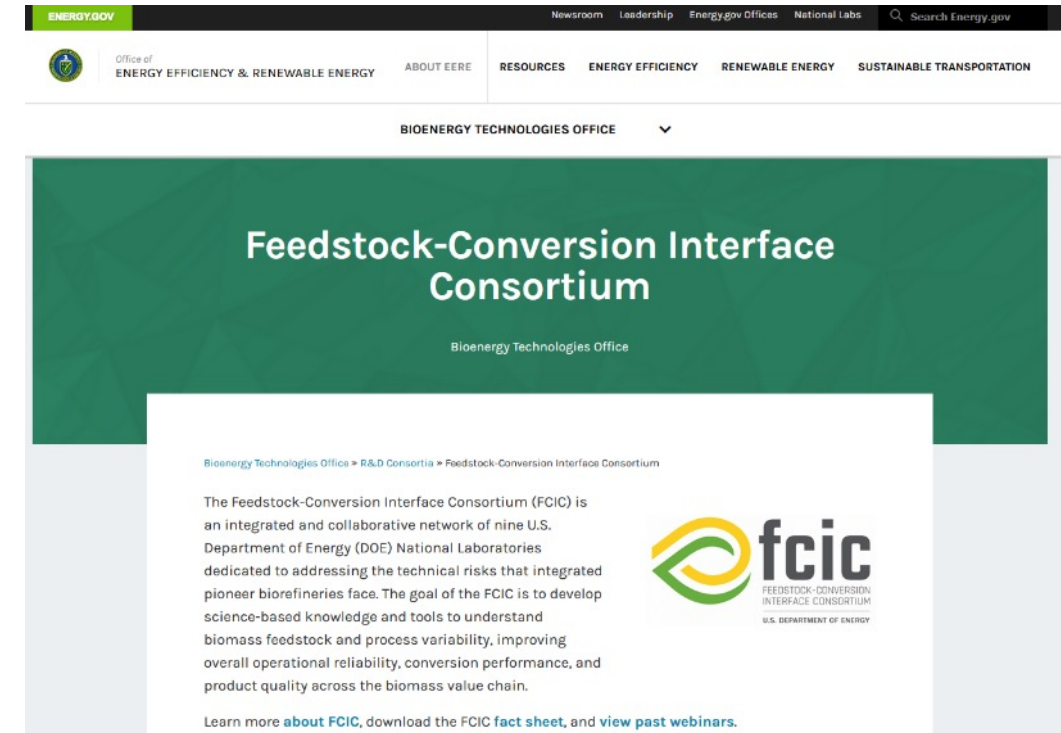 ENERGY.GOV
Newsroom Leadership Energy.gov Offices National Labs Search Energy.gov
Office of
ENERGY EFFICIENCY & RENEWABLE ENERGY
ABOUT EERE RESOURCES ENERGY EFFICIENCY RENEWABLE ENERGY SUSTAINABLE TRANSPORTATION
BIOENERGY TECHNOLOGIES OFFICE
Feedstock-Conversion Interface
Consortium
Bioenergy Technologies Office
Bioenergy Technologies Office » R&D Consortia » Feedstock-Conversion Interface Consortium
The Feedstock-Conversion Interface Consortium (FCIC) is
an integrated and collaborative network of nine U.S.
Department of Energy (DOE) National Laboratories
dedicated to addressing the technical risks that integrated
pioneer biorefineries face. The goal of the FCIC is to develop
science-based knowledge and tools to understand
biomass feedstock and process variability, improving
overall operational reliability, conversion performance, and
product quality across the biomass value chain.
fcic
FEEDSTOCK-CONVERSION
INTERFACE CONSORTIUM
U.S. DEPARTMENT OF ENERGY
Learn more about FCIC, download the FCIC fact sheet, and view past webinars.